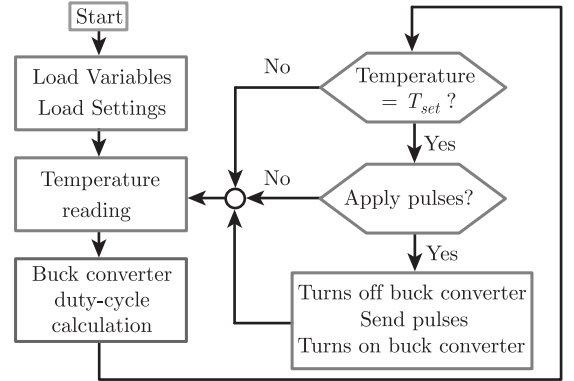 Start
Load Variables
Load Settings
Temperature
reading
Buck converter
duty-cycle
calculation
No
Temperature
= T_set ?
Yes
No
Apply pulses?
Yes
Turns off buck converter
Send pulses
Turns on buck converter